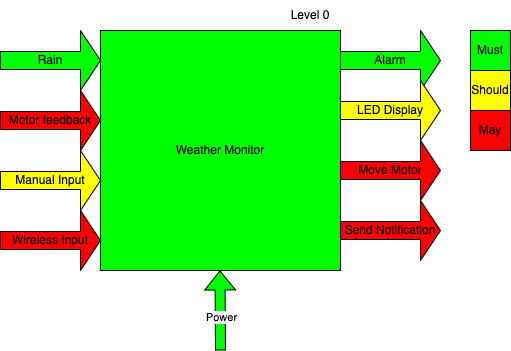 Level 0
Rain
Alarm
Must
Should
Motor feedback
LED Display
May
Weather Monitor
Manual Input
Move Motor
Wireless Input
Send Notification
Power